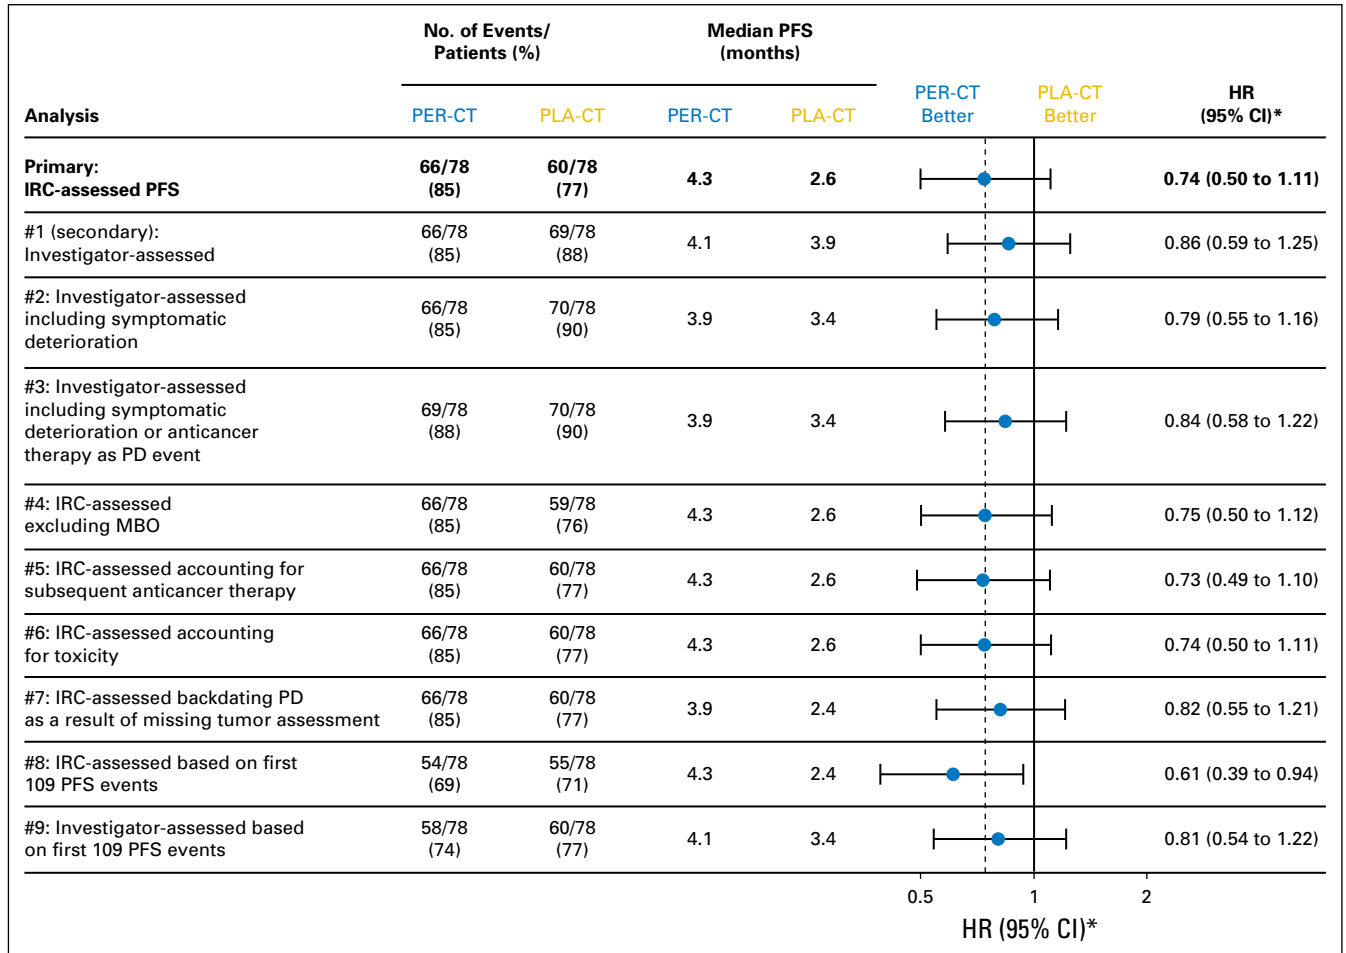 No. of Events/ Median PFS
Patients (%) (months)
PER-CT PLA-CT HR
Analysis PER-CT PLA-CT PER-CT PLA-CT Better Better (95% CI)*
Primary: 66/78 60/78
IRC-assessed PFS (85) (77) 4.3 2.6 0.74 (0.50 to 1.11)
#1 (secondary): 66/78 69/78
Investigator-assessed (85) (88) 4.1 3.9 0.86 (0.59 to 1.25)
#2: Investigator-assessed
including symptomatic 66/78 70/78 3.9 3.4 0.79 (0.55 to 1.16)
deterioration (85) (90)
#3: Investigator-assessed
including symptomatic 69/78 70/78 3.9 3.4 0.84 (0.58 to 1.22)
deterioration or anticancer (88) (90)
therapy as PD event
#4: IRC-assessed 66/78 59/78
excluding MBO (85) (76) 4.3 2.6 0.75 (0.50 to 1.12)
#5: IRC-assessed accounting for 66/78 60/78
subsequent anticancer therapy (85) (77) 4.3 2.6 0.73 (0.49 to 1.10)
#6: IRC-assessed accounting 66/78 60/78
for toxicity (85) (77) 4.3 2.6 0.74 (0.50 to 1.11)
#7: IRC-assessed backdating PD 66/78 60/78
as a result of missing tumor assessment (85) (77) 3.9 2.4 0.82 (0.55 to 1.21)
#8: IRC-assessed based on first 54/78 55/78
109 PFS events (69) (71) 4.3 2.4 0.61 (0.39 to 0.94)
#9: Investigator-assessed based 58/78 60/78
on first 109 PFS events (74) (77) 4.1 3.4 0.81 (0.54 to 1.22)
0.5 1 2
HR (95% CI)*